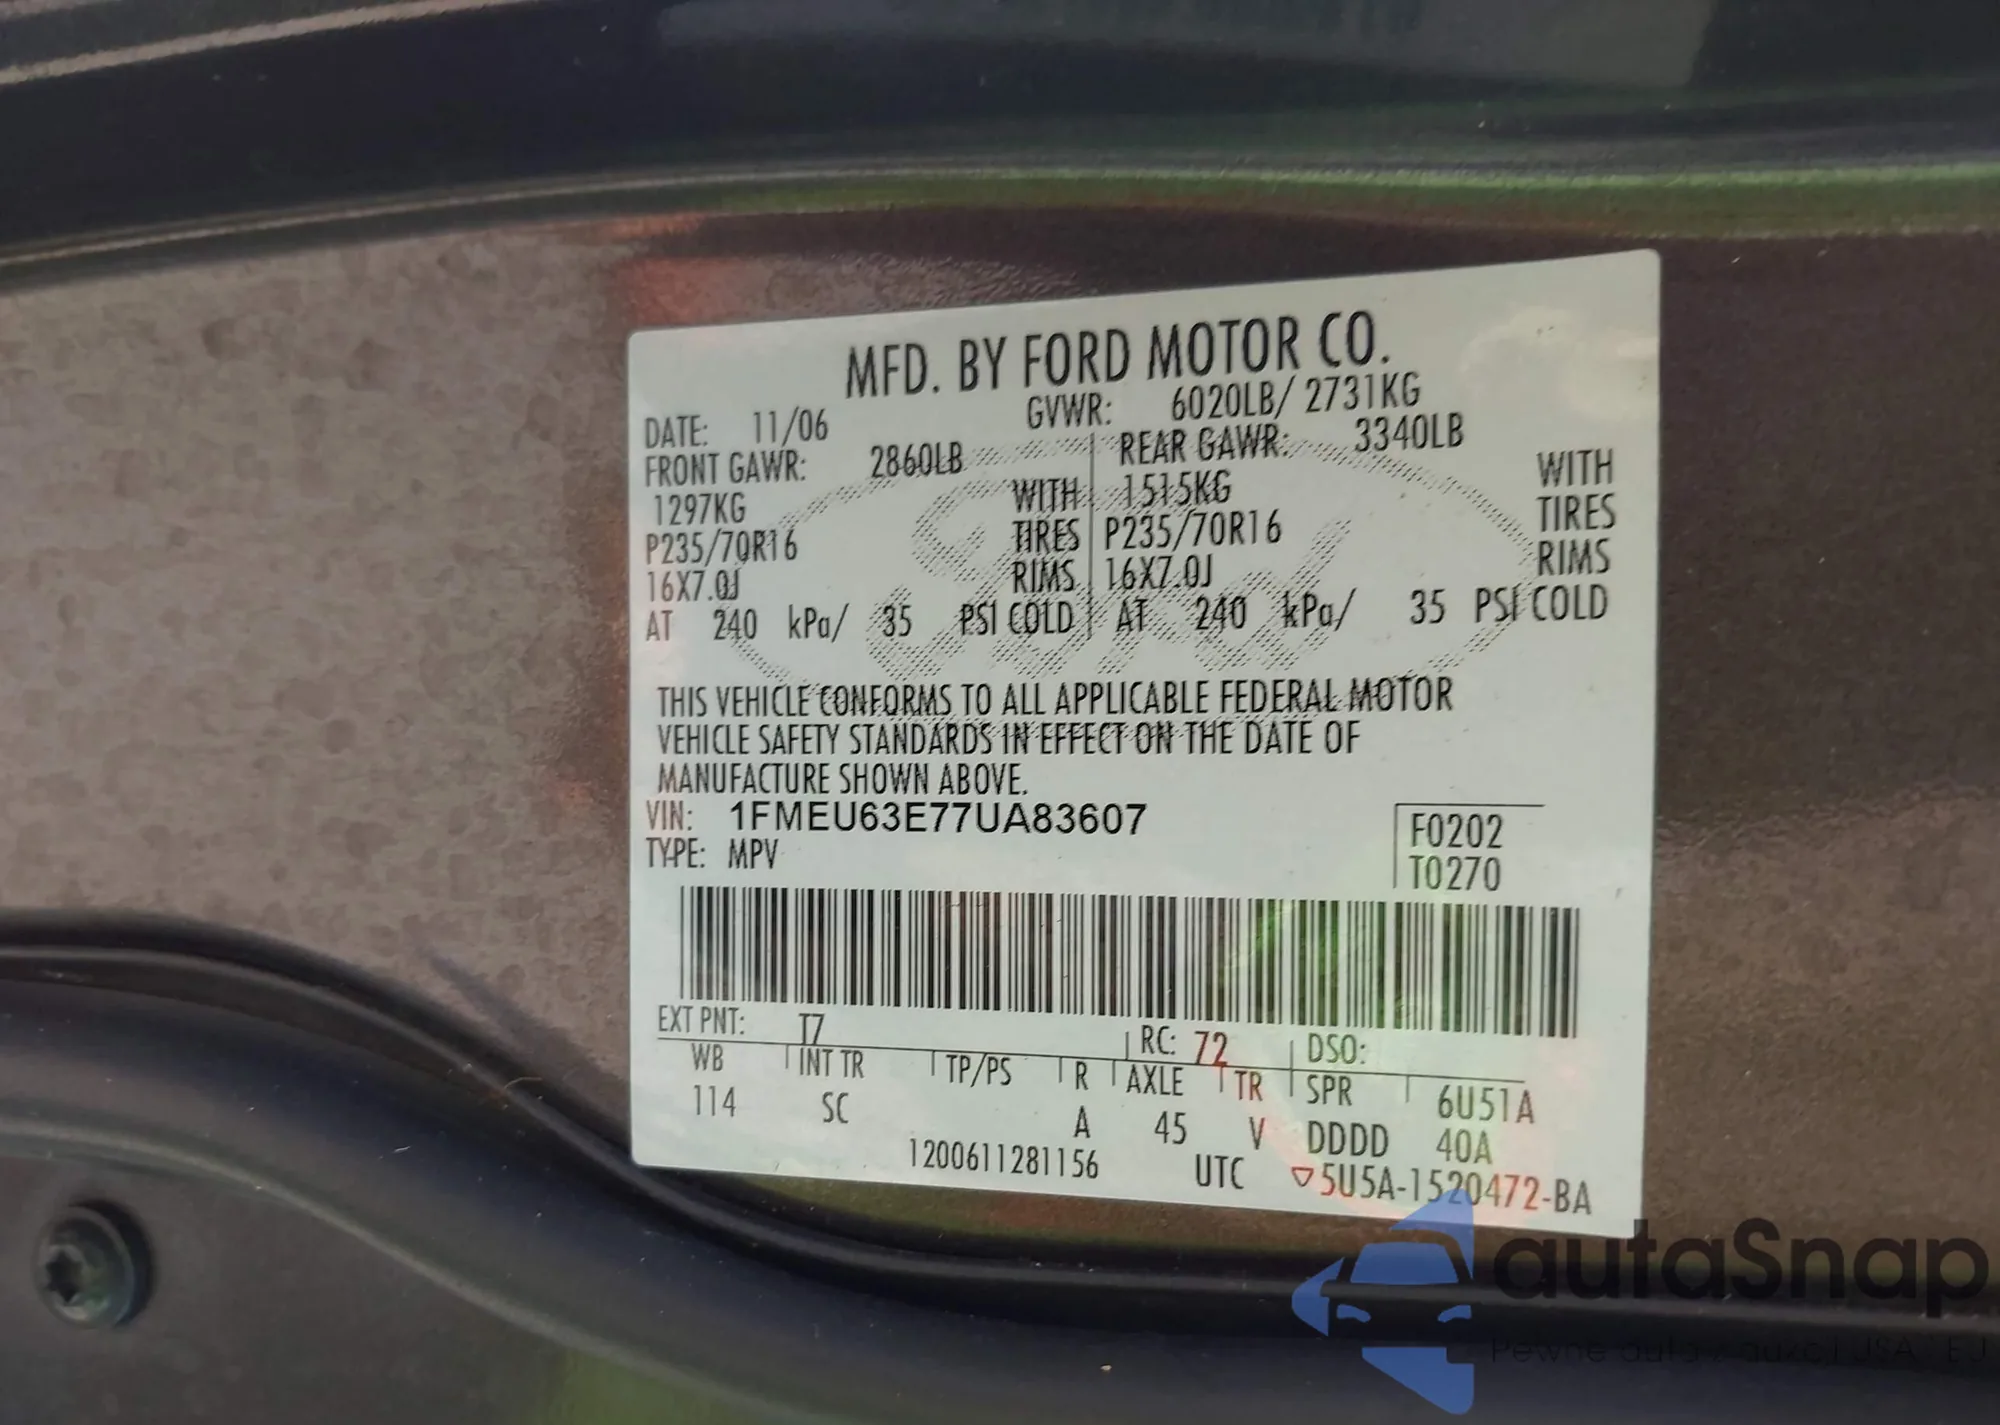 MFD. BY FORD MOTOR CO.
DATE: 11/06 GVWR: 6020LB/ 2731KG
FRONT GAWR: 2860LB REAR GAWR: 3340LB
1297KG WITH 1515KG WITH
P235/70R16 TIRES P235/70R16 TIRES
16X7.0J RIMS 16X7.0J RIMS
AT 240 kPa/ 35 PSI COLD AT 240 kPa/ 35 PSI COLD
THIS VEHICLE CONFORMS TO ALL APPLICABLE FEDERAL MOTOR
VEHICLE SAFETY STANDARDS IN EFFECT ON THE DATE OF
MANUFACTURE SHOWN ABOVE.
VIN: 1FMEU63E77UA83607 F0202
TYPE: MPV T0270
EXT PNT: T7 RC: 72 DSO:
WB INT TR TP/PS R AXLE TR SPR 6U51A
114 SC A 45 V DDDD 40A
1200611281156 UTC ▽5U5A-1520472-BA
autaSnap
Pewne auta z aukcji USA